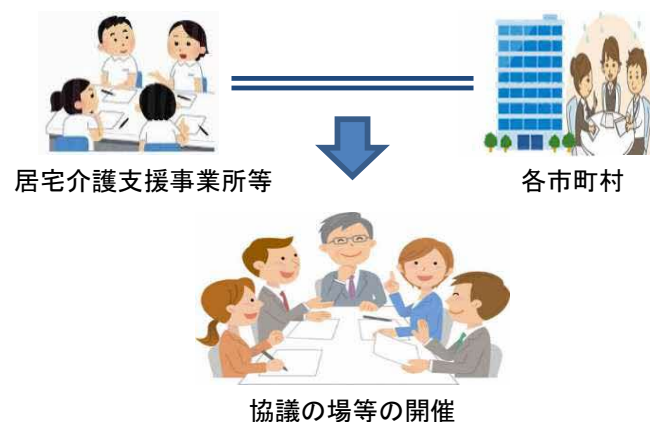 居宅介護支援事業所等
各市町村
協議の場等の開催